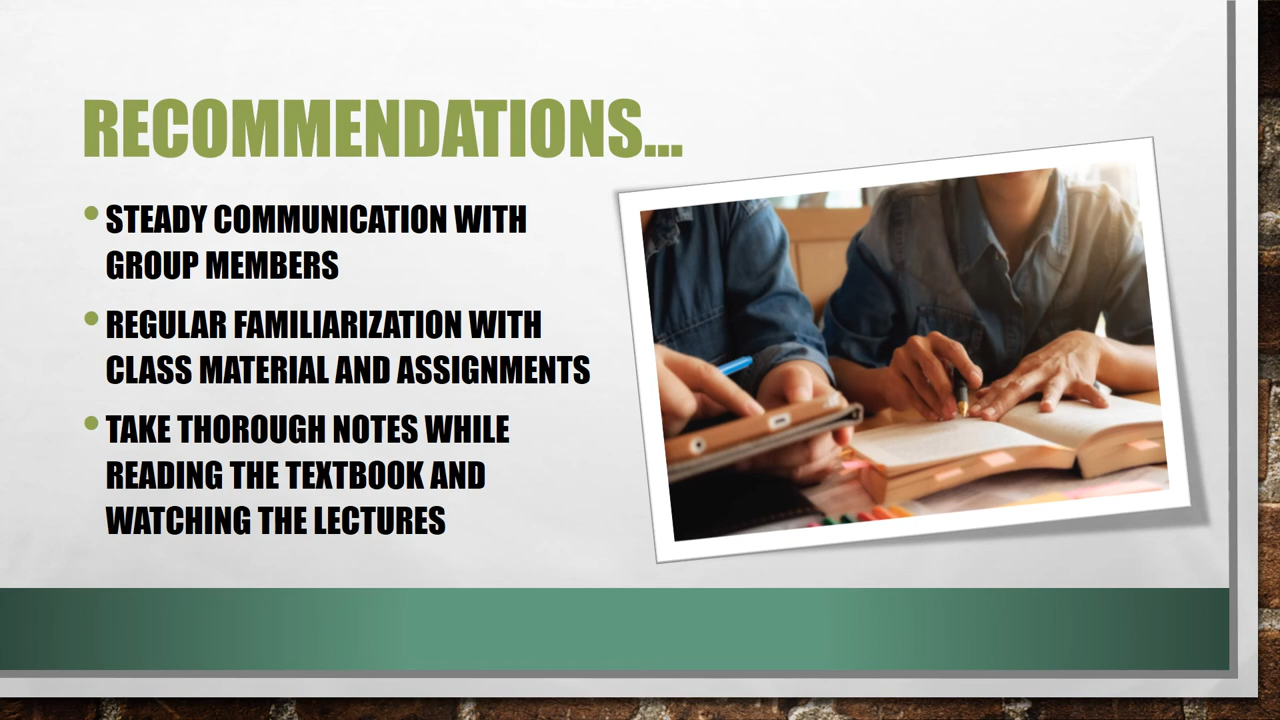 RECOMMENDATIONS...
• STEADY COMMUNICATION WITH
GROUP MEMBERS
• REGULAR FAMILIARIZATION WITH
CLASS MATERIAL AND ASSIGNMENTS
• TAKE THOROUGH NOTES WHILE
READING THE TEXTBOOK AND
WATCHING THE LECTURES